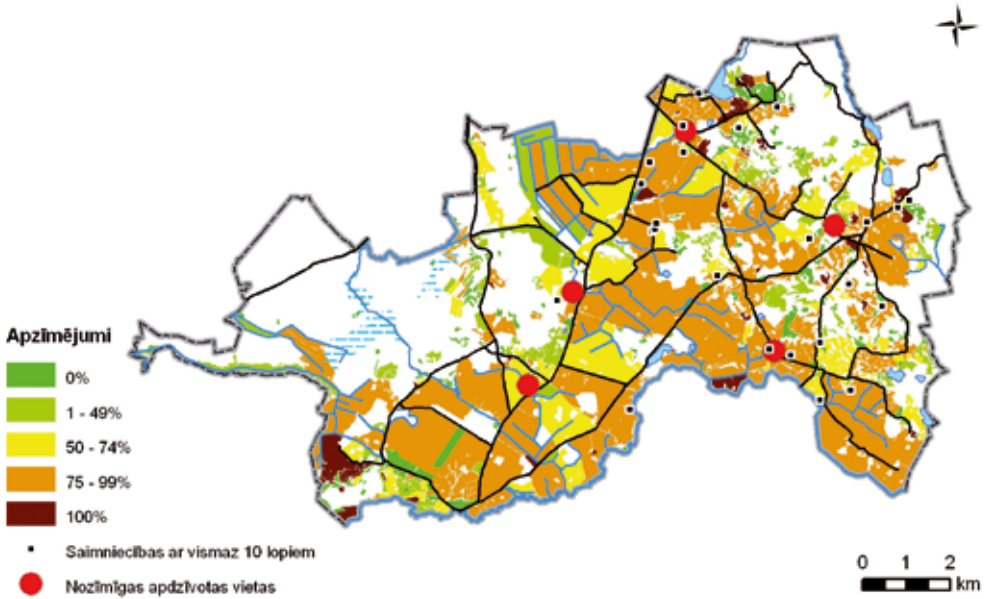 Apzīmējumi
0%
1 - 49%
50 - 74%
75 - 99%
100%
Saimniecības ar vismaz 10 lopiem
Nozīmīgas apdzīvotas vietas
0 1 2
km